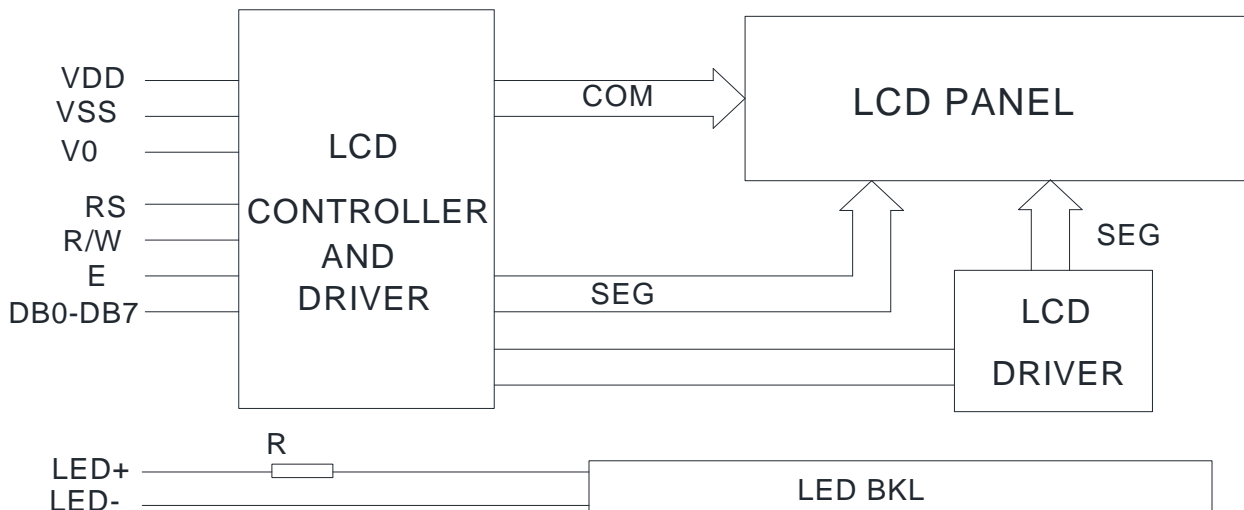 VDD
VSS
V0
RS
R/W
E
DB0-DB7
LCD
CONTROLLER
AND
DRIVER
COM
SEG
LCD PANEL
SEG
LCD
DRIVER
R
LED+
LED-
LED BKL